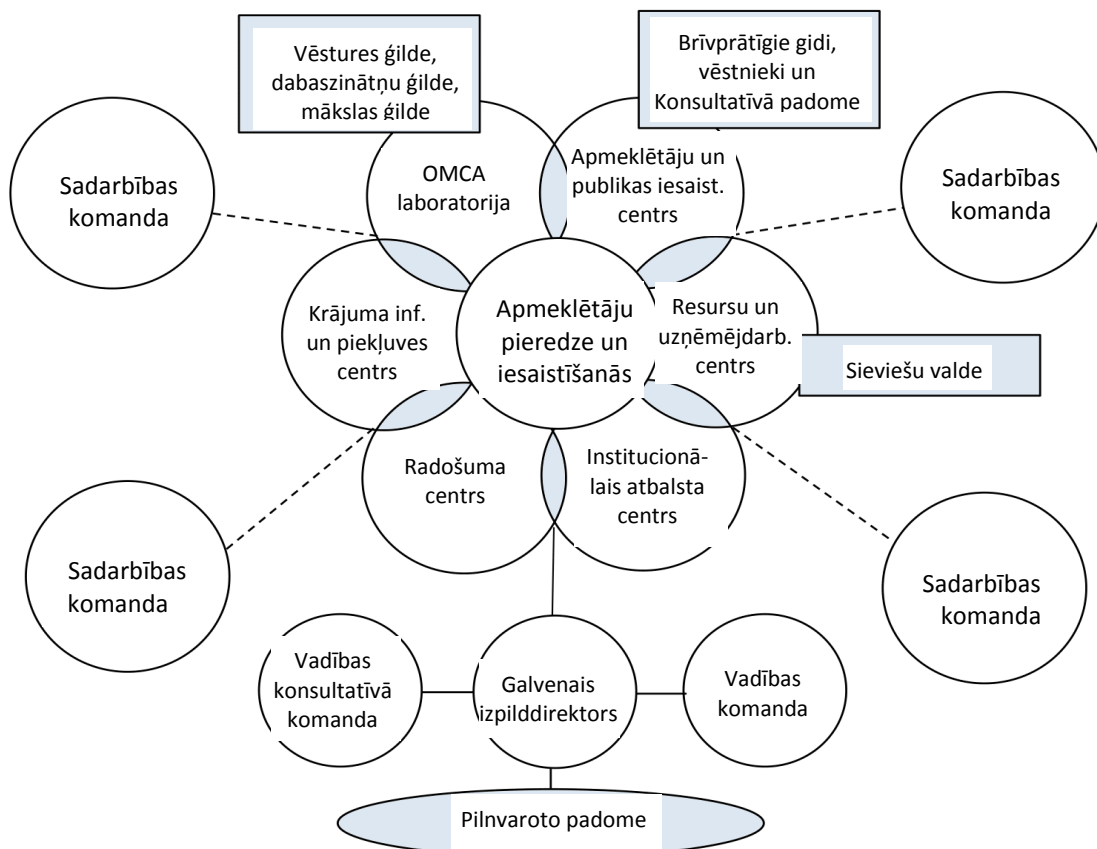 Vēstures ģilde,
dabaszinātņu ģilde,
mākslas ģilde
Brīvprātīgie gidi,
vēstnieki un
Konsultatīvā padome
Sadarbības
komanda
OMCA
laboratorija
Apmeklētāju un
publikas iesaist.
centrs
Sadarbības
komanda
Krājuma inf.
un piekļuves
centrs
Apmeklētāju
pieredze un
iesaistīšanās
Resursu un
uzņēmējdarb.
centrs
Sieviešu valde
Radošuma
centrs
Institucionā-
lais atbalsta
centrs
Sadarbības
komanda
Sadarbības
komanda
Vadības
konsultatīvā
komanda
Galvenais
izpilddirektors
Vadības
komanda
Pilnvaroto padome